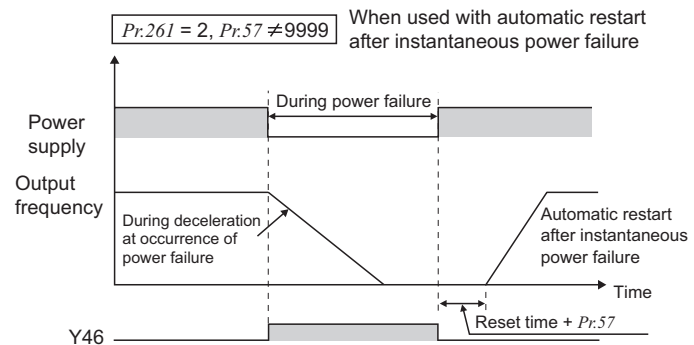 Pr.261 = 2, Pr.57 ≠9999
When used with automatic restart
after instantaneous power failure
During power failure
Power
supply
Output
frequency
During deceleration
at occurrence of
power failure
Automatic restart
after instantaneous
power failure
Time
Reset time + Pr.57
Y46